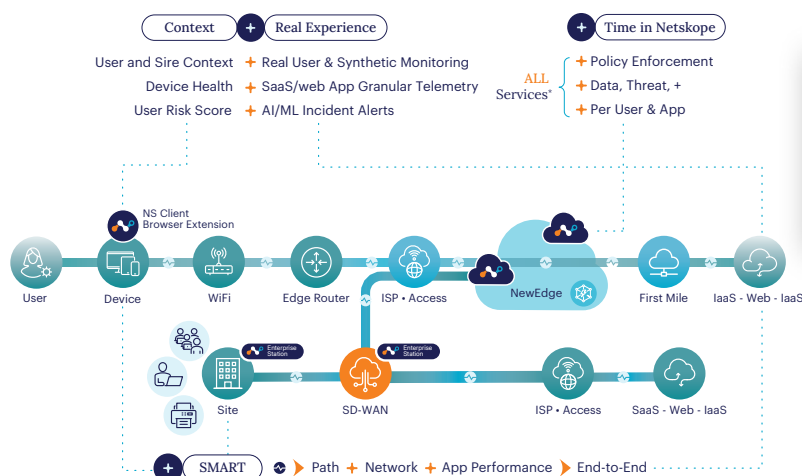 Context + Real Experience
+ Time in Netskope
User and Sire Context + Real User & Synthetic Monitoring
Device Health + SaaS/web App Granular Telemetry
User Risk Score + AI/ML Incident Alerts
ALL
Services*
+ Policy Enforcement
+ Data, Threat, +
+ Per User & App
NS Client
Browser Extension
User
Device
WiFi
Edge Router
ISP • Access
NewEdge
First Mile
IaaS - Web - IaaS
Enterprise
Station
Enterprise
Station
Site
SD-WAN
ISP • Access
SaaS - Web - IaaS
+ SMART
Path + Network + App Performance
End-to-End